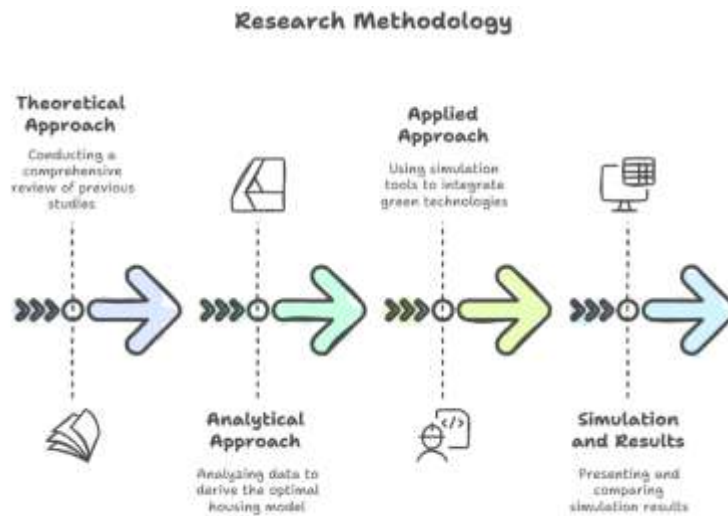 Research Methodology
Theoretical
Approach
Conducting a
comprehensive
review of previous
studies
Analytical
Approach
Analyzing data to
derive the optimal
housing model
Applied
Approach
Using simulation
tools to integrate
green technologies
</>
Simulation
and Results
Presenting and
comparing
simulation results